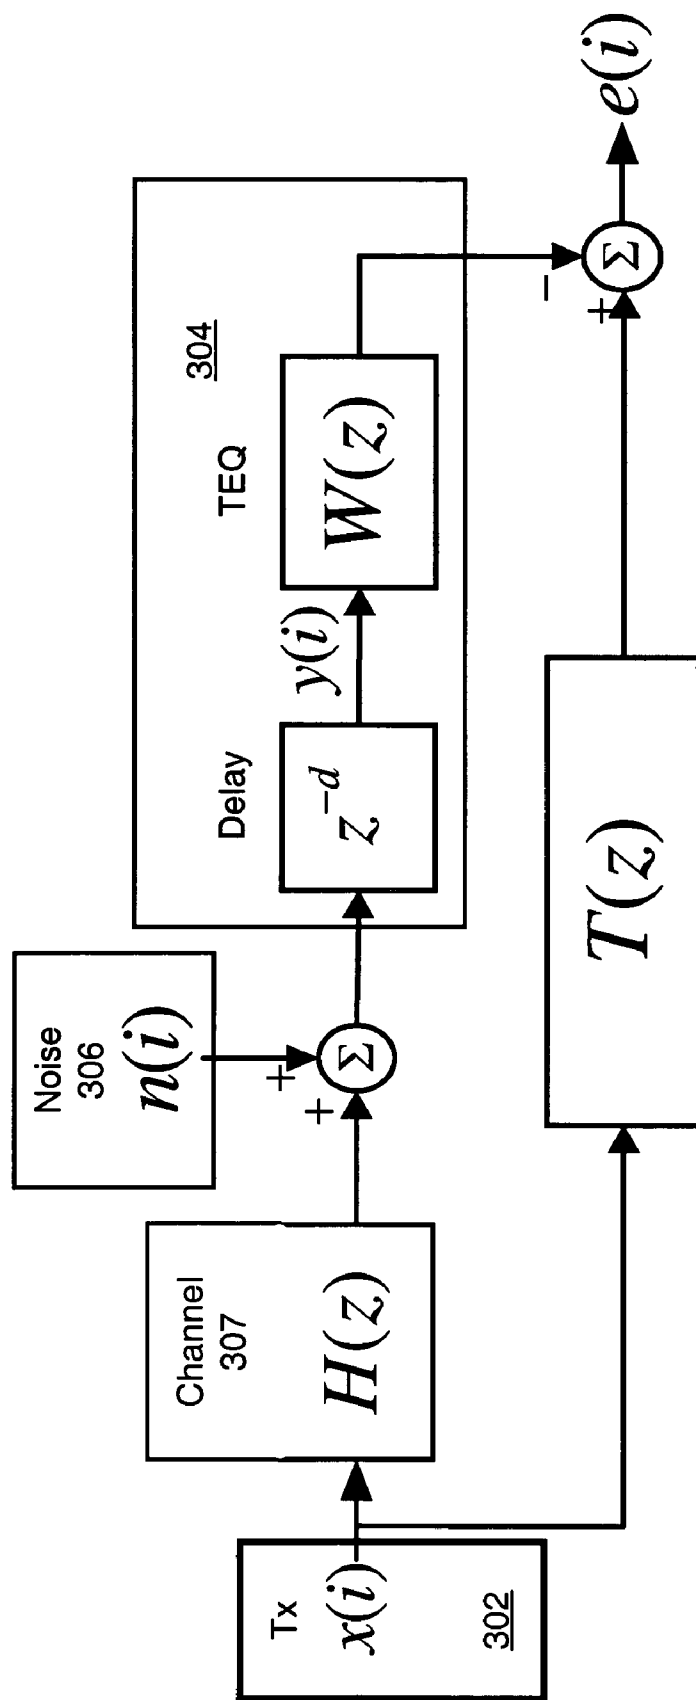 Tx
x(i)
302
Channel
307
H(z)
Noise
306
n(i)
+
+
Σ
304
Delay
z^{-d}
y(i)
TEQ
W(z)
T(z)
−
+
Σ
e(i)